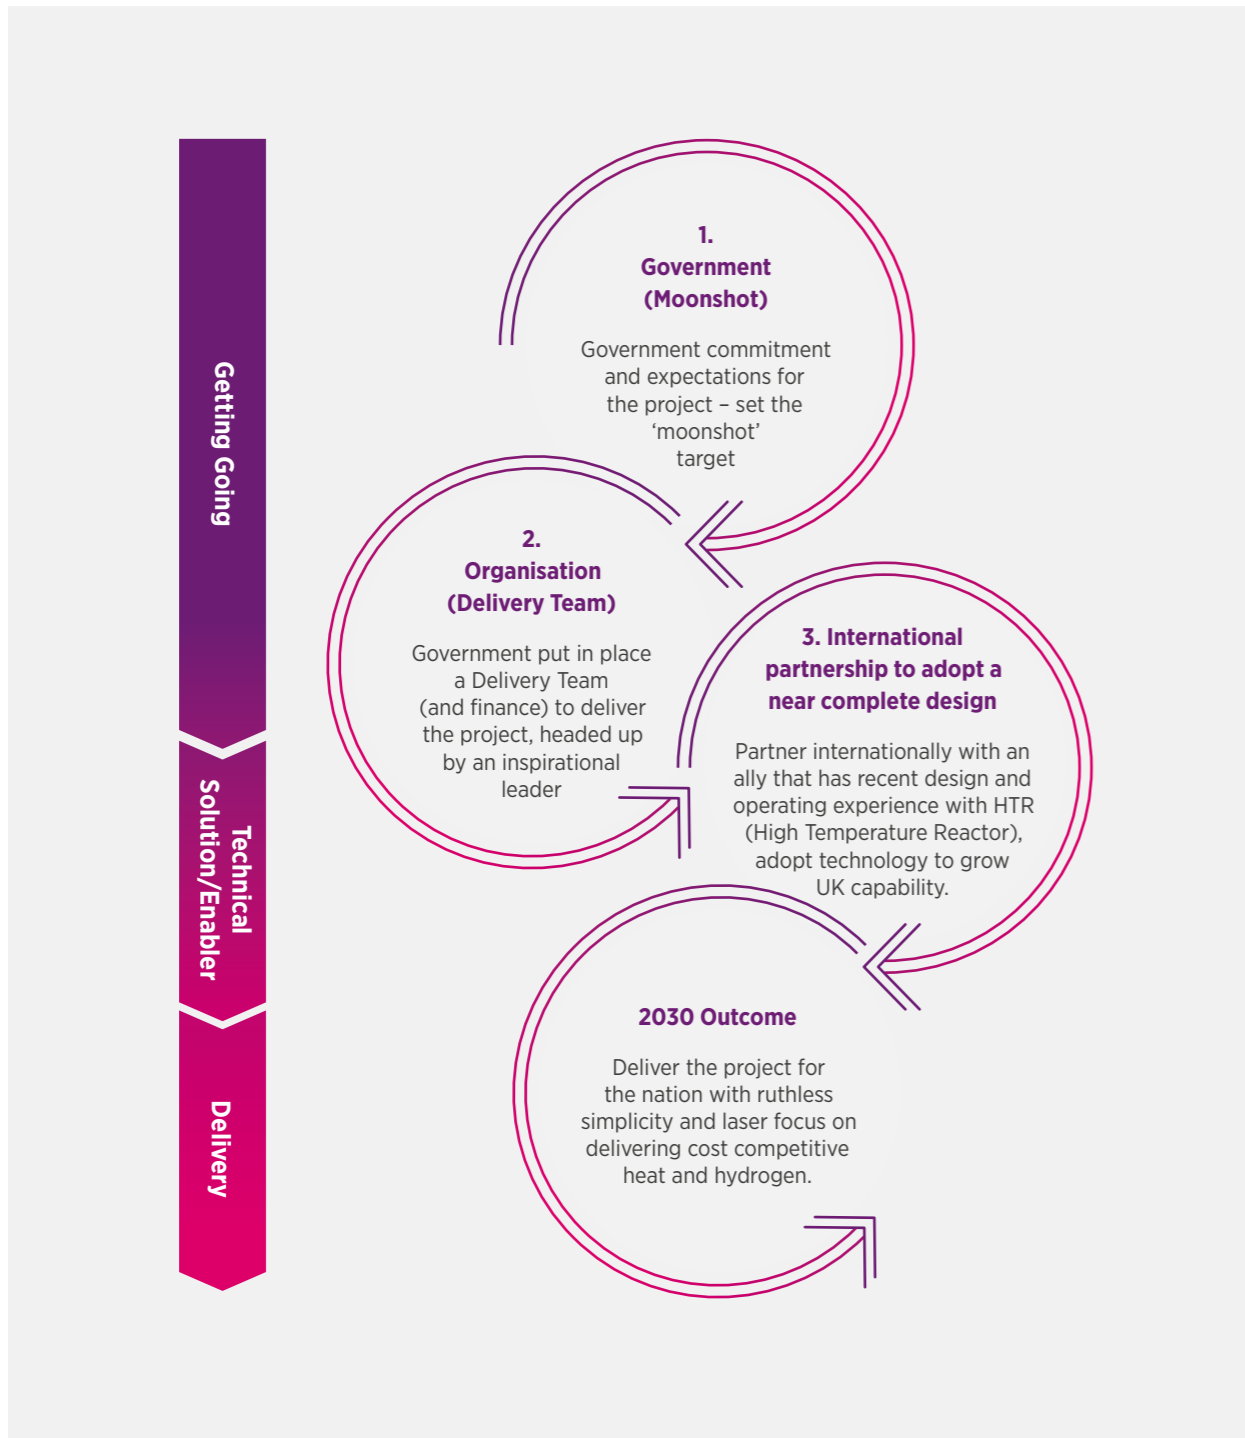 Getting Going
Technical
Solution/Enabler
Delivery
1.
Government
(Moonshot)
Government commitment
and expectations for
the project – set the
‘moonshot’
target
2.
Organisation
(Delivery Team)
Government put in place
a Delivery Team
(and finance) to deliver
the project, headed up
by an inspirational
leader
3. International
partnership to adopt a
near complete design
Partner internationally with an
ally that has recent design and
operating experience with HTR
(High Temperature Reactor),
adopt technology to grow
UK capability.
2030 Outcome
Deliver the project for
the nation with ruthless
simplicity and laser focus on
delivering cost competitive
heat and hydrogen.